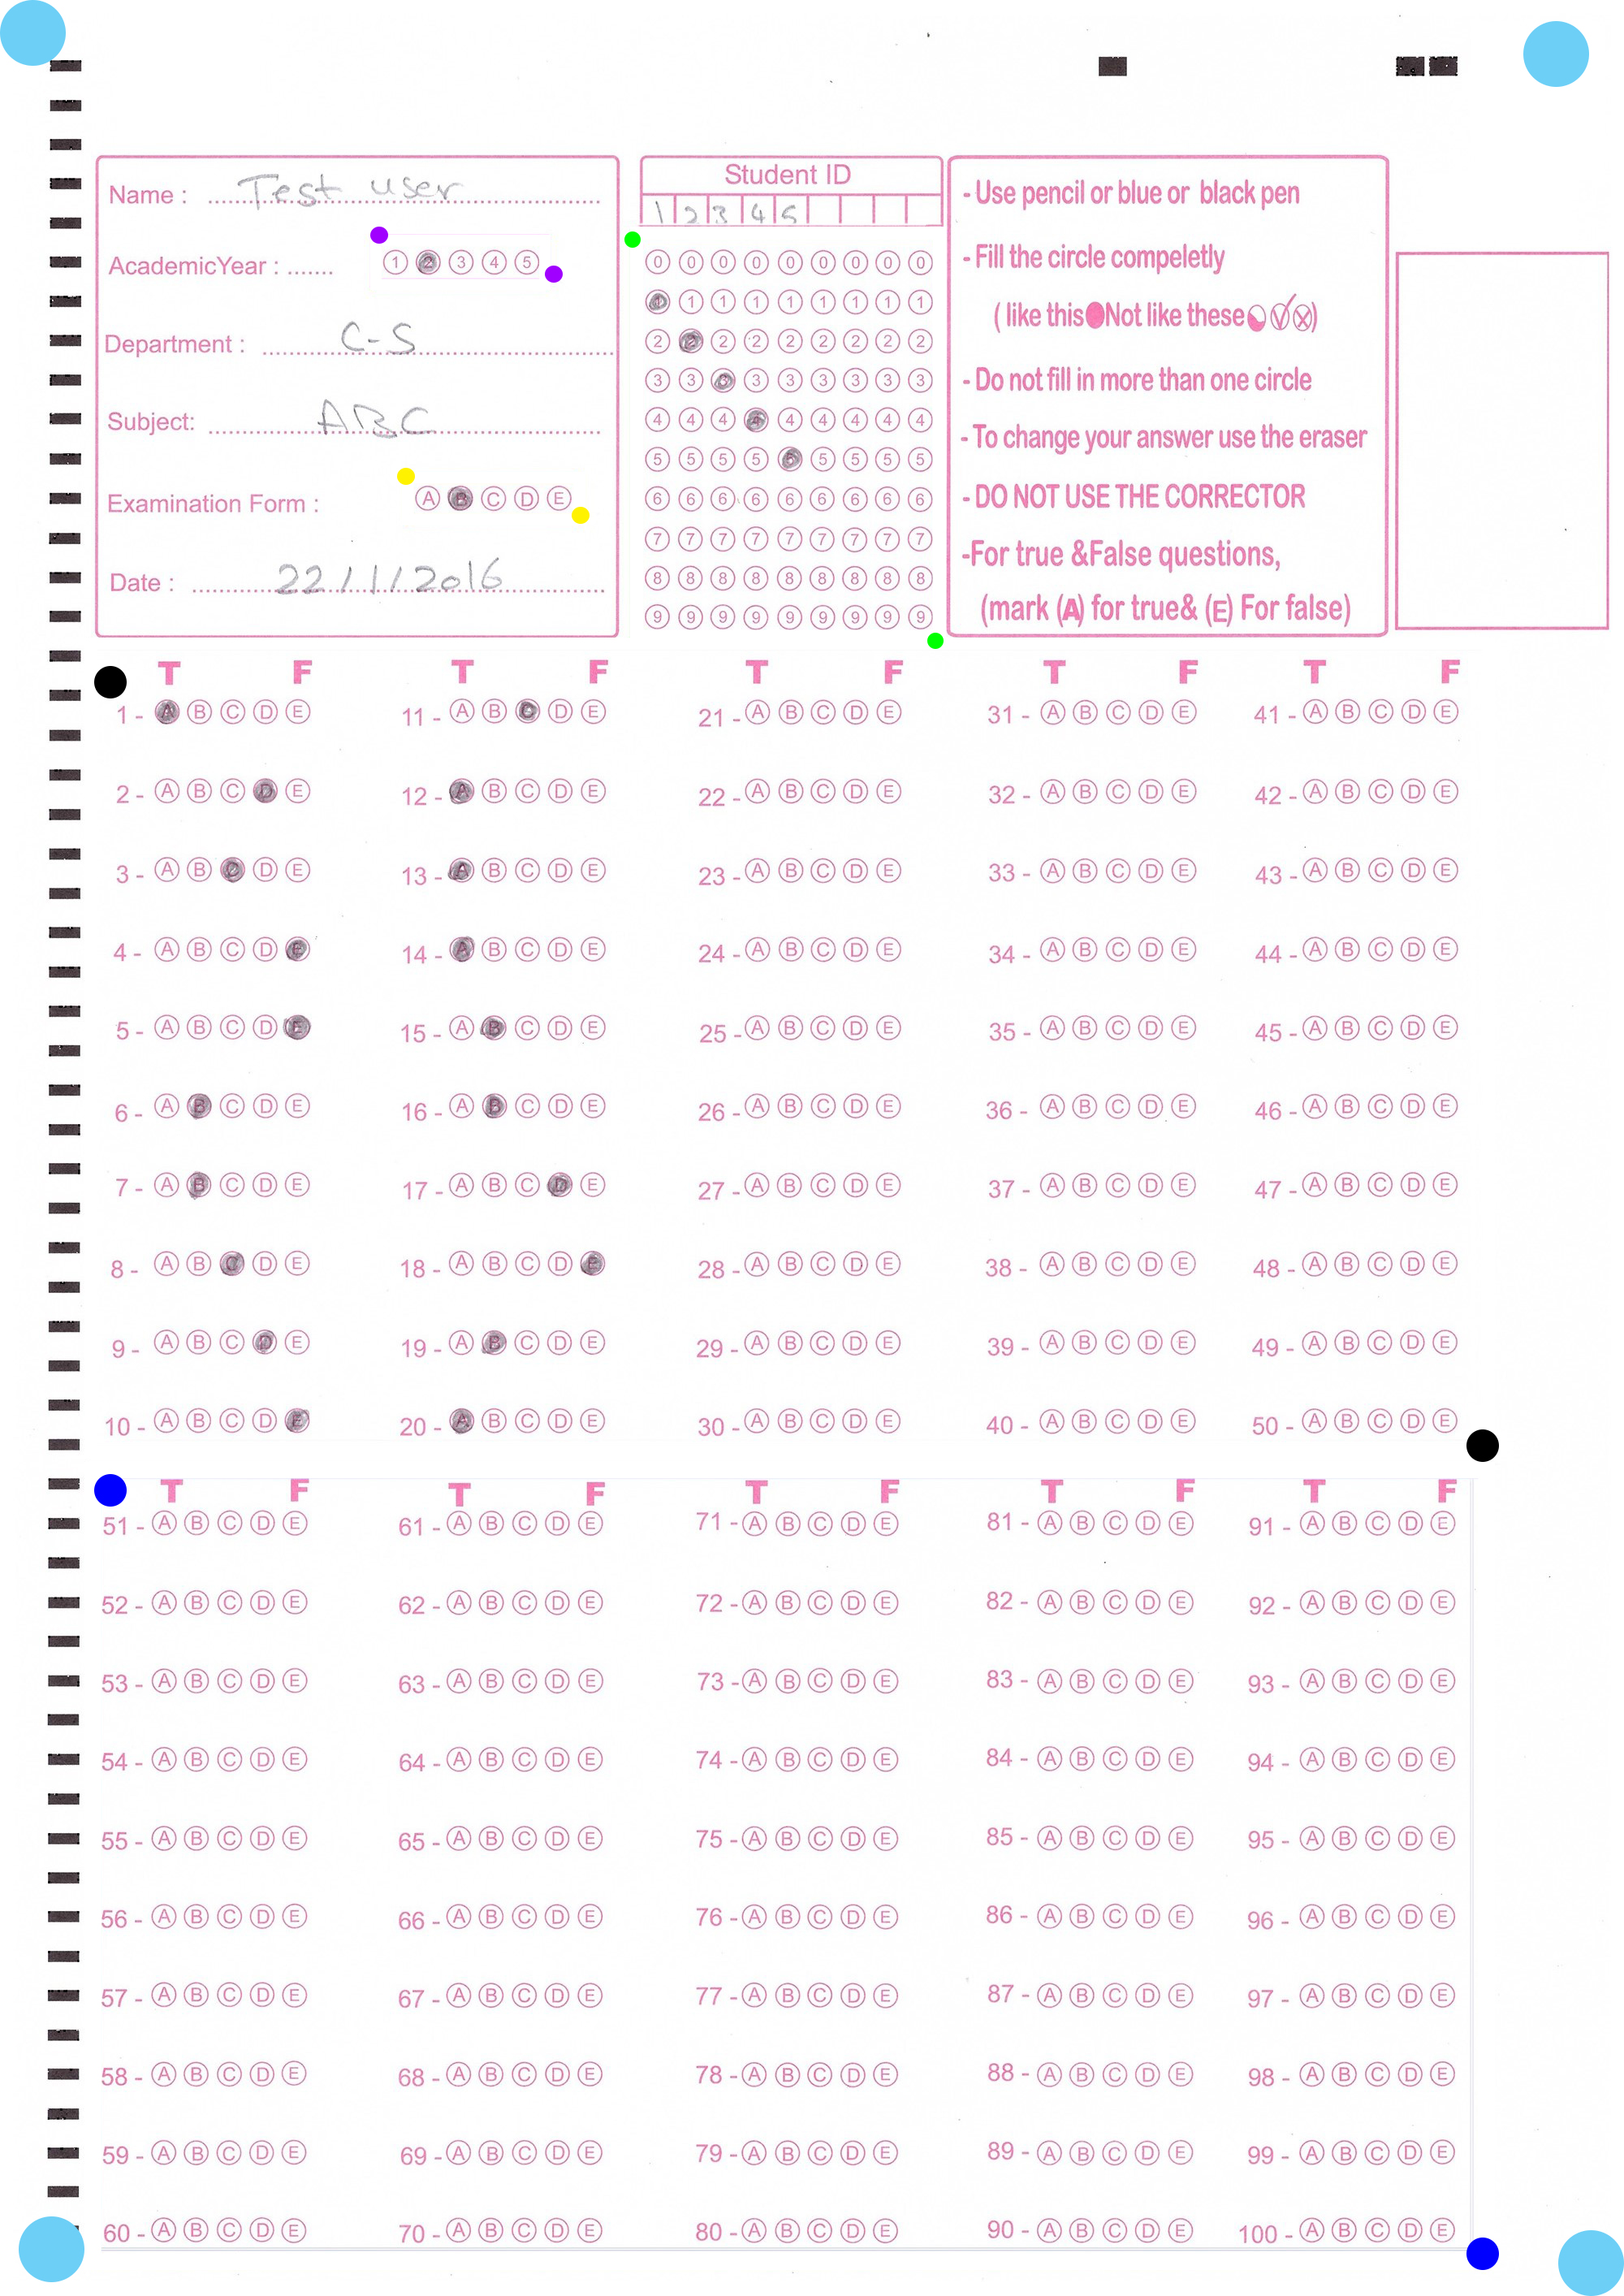 Name : Test user
AcademicYear : ....... 1 2 3 4 5
Department : C-S
Subject: ABC
Examination Form : A B C D E
Date : 22/11/2016
Student ID
1 2 3 4 5
0 0 0 0 0 0 0 0 0
1 1 1 1 1 1 1 1 1
2 2 2 2 2 2 2 2 2
3 3 3 3 3 3 3 3 3
4 4 4 4 4 4 4 4 4
5 5 5 5 5 5 5 5 5
6 6 6 6 6 6 6 6 6
7 7 7 7 7 7 7 7 7
8 8 8 8 8 8 8 8 8
9 9 9 9 9 9 9 9 9
- Use pencil or blue or black pen
- Fill the circle compeletly
( like this Not like these )
- Do not fill in more than one circle
- To change your answer use the eraser
- DO NOT USE THE CORRECTOR
-For true &False questions,
(mark (A) for true& (E) For false)
T F T F T F T F T F
1 - A B C D E 11 - A B C D E 21 - A B C D E 31 - A B C D E 41 - A B C D E
2 - A B C D E 12 - A B C D E 22 - A B C D E 32 - A B C D E 42 - A B C D E
3 - A B C D E 13 - A B C D E 23 - A B C D E 33 - A B C D E 43 - A B C D E
4 - A B C D E 14 - A B C D E 24 - A B C D E 34 - A B C D E 44 - A B C D E
5 - A B C D E 15 - A B C D E 25 - A B C D E 35 - A B C D E 45 - A B C D E
6 - A B C D E 16 - A B C D E 26 - A B C D E 36 - A B C D E 46 - A B C D E
7 - A B C D E 17 - A B C D E 27 - A B C D E 37 - A B C D E 47 - A B C D E
8 - A B C D E 18 - A B C D E 28 - A B C D E 38 - A B C D E 48 - A B C D E
9 - A B C D E 19 - A B C D E 29 - A B C D E 39 - A B C D E 49 - A B C D E
10 - A B C D E 20 - A B C D E 30 - A B C D E 40 - A B C D E 50 - A B C D E
T F T F T F T F T F
51 - A B C D E 61 - A B C D E 71 - A B C D E 81 - A B C D E 91 - A B C D E
52 - A B C D E 62 - A B C D E 72 - A B C D E 82 - A B C D E 92 - A B C D E
53 - A B C D E 63 - A B C D E 73 - A B C D E 83 - A B C D E 93 - A B C D E
54 - A B C D E 64 - A B C D E 74 - A B C D E 84 - A B C D E 94 - A B C D E
55 - A B C D E 65 - A B C D E 75 - A B C D E 85 - A B C D E 95 - A B C D E
56 - A B C D E 66 - A B C D E 76 - A B C D E 86 - A B C D E 96 - A B C D E
57 - A B C D E 67 - A B C D E 77 - A B C D E 87 - A B C D E 97 - A B C D E
58 - A B C D E 68 - A B C D E 78 - A B C D E 88 - A B C D E 98 - A B C D E
59 - A B C D E 69 - A B C D E 79 - A B C D E 89 - A B C D E 99 - A B C D E
60 - A B C D E 70 - A B C D E 80 - A B C D E 90 - A B C D E 100 - A B C D E